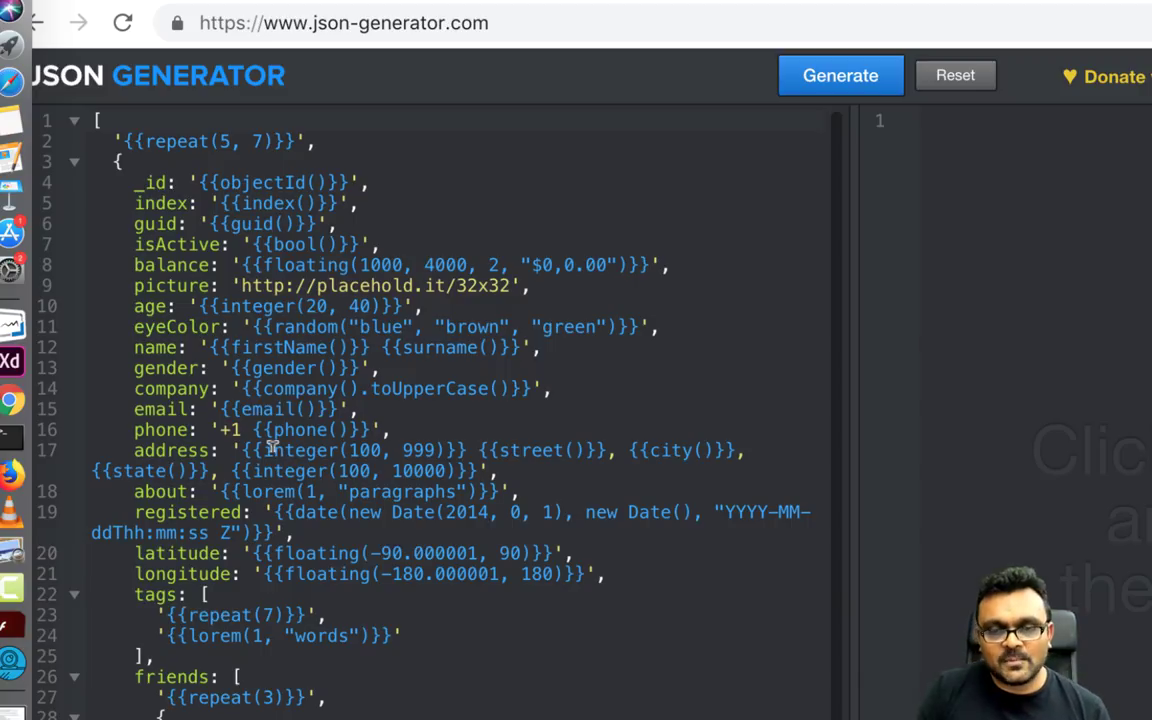 https://www.json-generator.com
JSON GENERATOR
Generate
Reset
♥ Donate
1 [
2 '{{repeat(5, 7)}}',
3 {
4 _id: '{{objectId()}}',
5 index: '{{index()}}',
6 guid: '{{guid()}}',
7 isActive: '{{bool()}}',
8 balance: '{{floating(1000, 4000, 2, "$0,0.00")}}',
9 picture: 'http://placehold.it/32x32',
10 age: '{{integer(20, 40)}}',
11 eyeColor: '{{random("blue", "brown", "green")}}',
12 name: '{{firstName()}} {{surname()}}',
13 gender: '{{gender()}}',
14 company: '{{company().toUpperCase()}}',
15 email: '{{email()}}',
16 phone: '+1 {{phone()}}',
17 address: '{{integer(100, 999)}} {{street()}}, {{city()}},
{{state()}}, {{integer(100, 10000)}}',
18 about: '{{lorem(1, "paragraphs")}}',
19 registered: '{{date(new Date(2014, 0, 1), new Date(), "YYYY-MM-
ddThh:mm:ss Z")}}',
20 latitude: '{{floating(-90.000001, 90)}}',
21 longitude: '{{floating(-180.000001, 180)}}',
22 tags: [
23 '{{repeat(7)}}',
24 '{{lorem(1, "words")}}'
25 ],
26 friends: [
27 '{{repeat(3)}}',
28 {
1
Clic
the
Xd
1
2